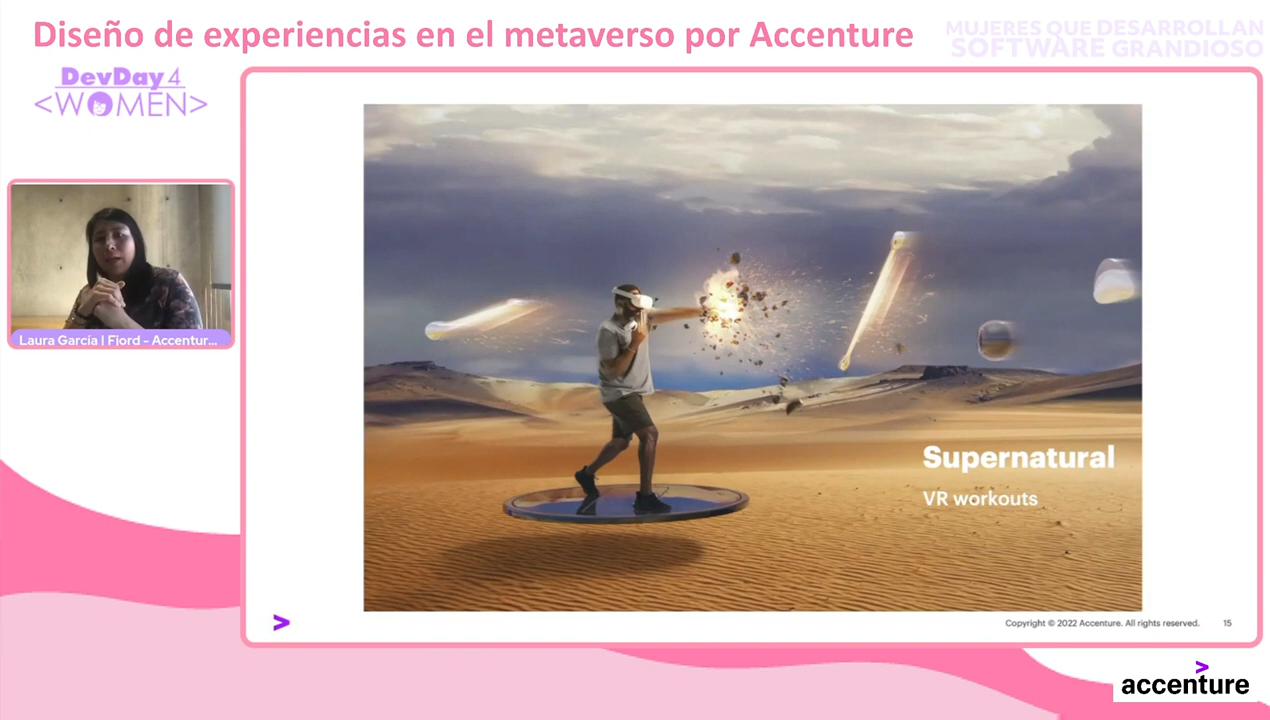 Diseño de experiencias en el metaverso por Accenture
MUJERES QUE DESARROLLAN
SOFTWARE GRANDIOSO
DevDay4
<WOMEN>
Laura García | Fjord - Accentur...
Supernatural
VR workouts
>
Copyright © 2022 Accenture. All rights reserved.
15
accenture